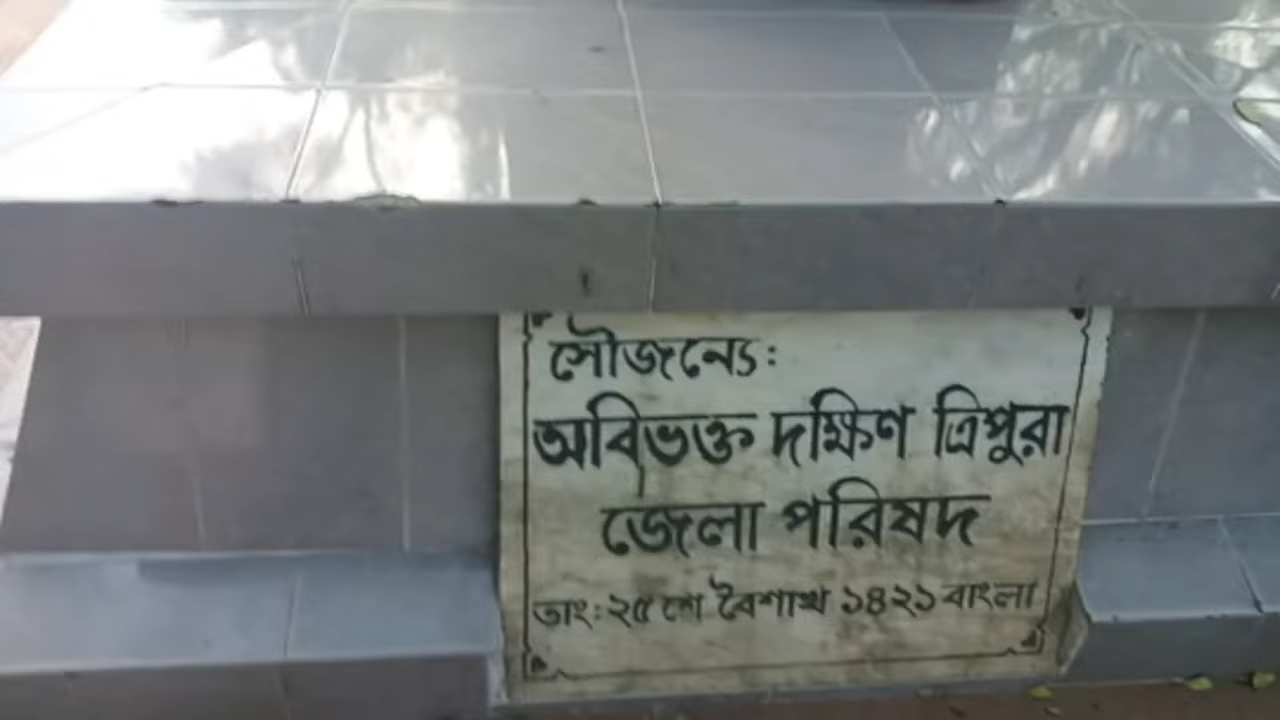 সৌজন্যেঃ
অবিভক্ত দক্ষিণ ত্রিপুরা
জেলা পরিষদ
তাং:২৫ শে বৈশাখ ১৪২১ বাংলা